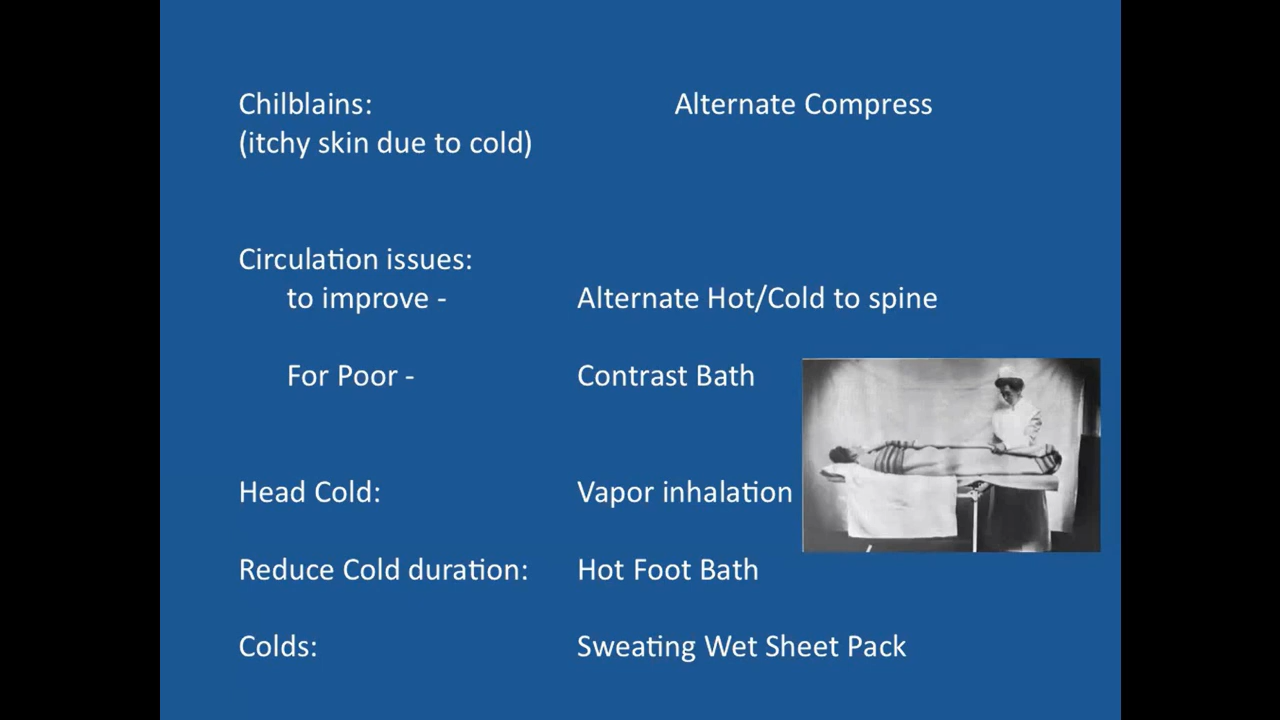 Chilblains: Alternate Compress
(itchy skin due to cold)
Circulation issues:
to improve - Alternate Hot/Cold to spine
For Poor - Contrast Bath
Head Cold: Vapor inhalation
Reduce Cold duration: Hot Foot Bath
Colds: Sweating Wet Sheet Pack